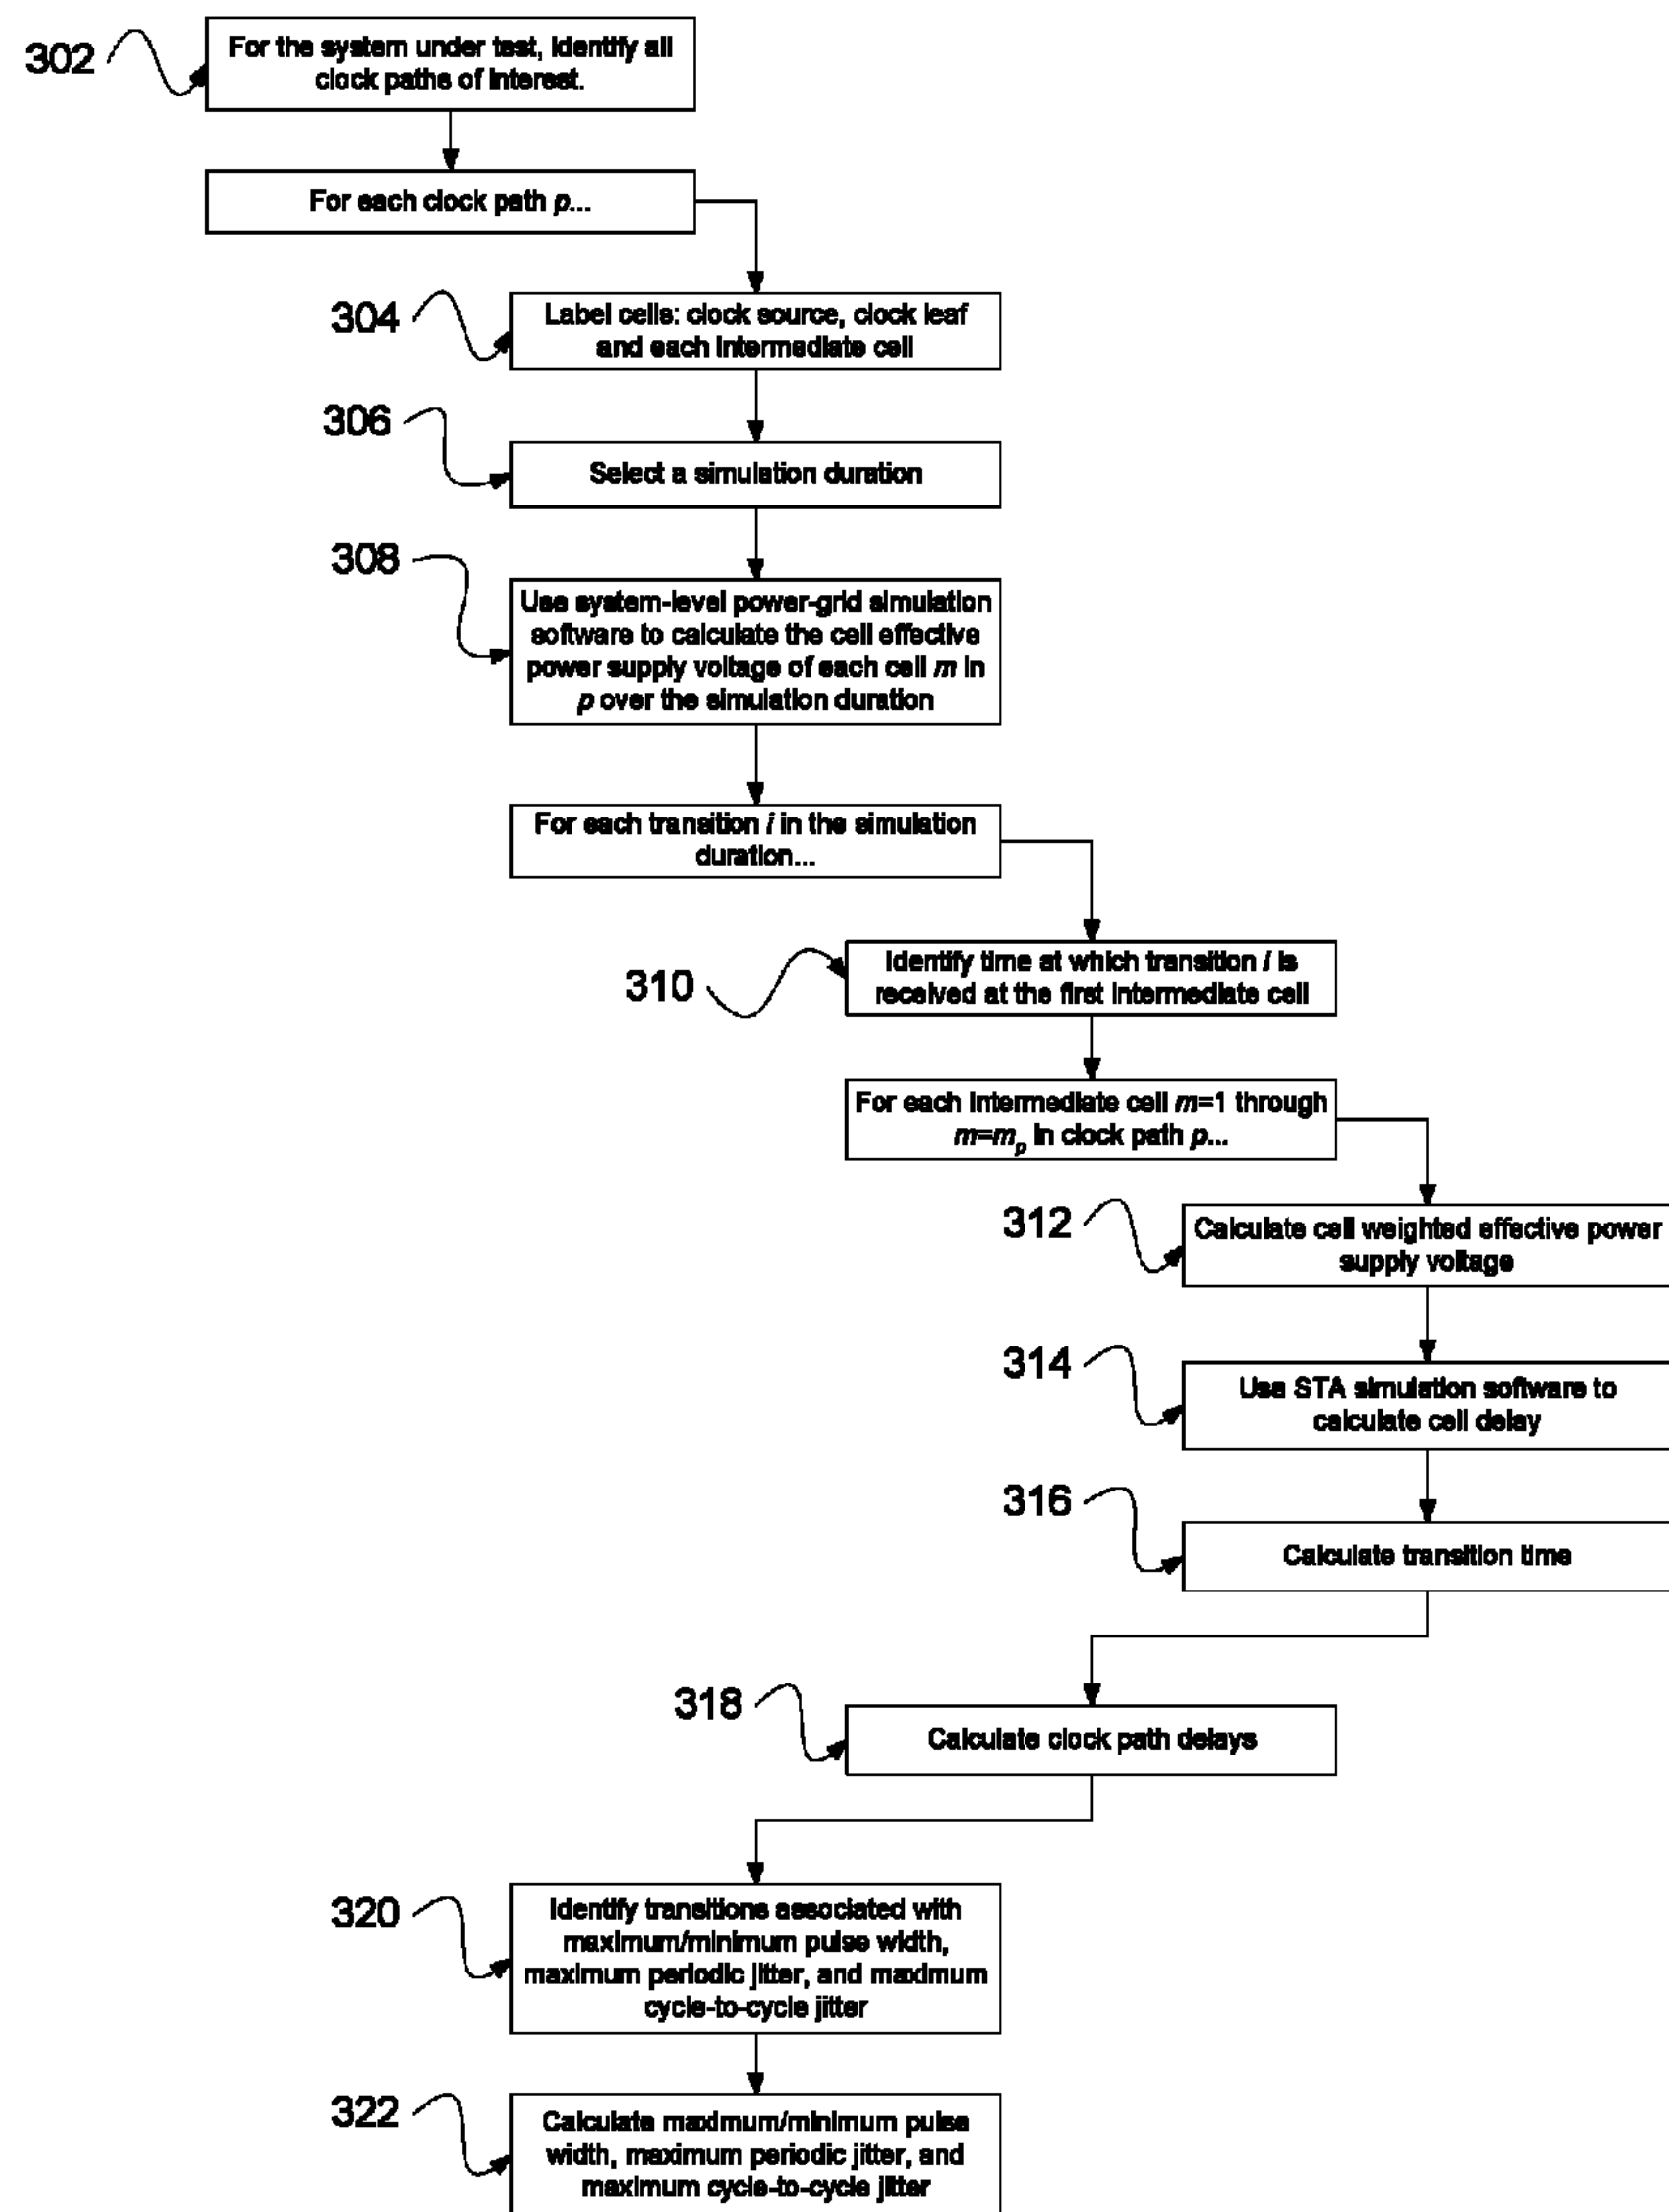 302
For the system under test, identify all
clock paths of interest.
For each clock path p...
304
Label cells: clock source, clock leaf
and each intermediate cell
306
Select a simulation duration
308
Use system-level power-grid simulation
software to calculate the cell effective
power supply voltage of each cell m in
p over the simulation duration
For each transition i in the simulation
duration...
310
Identify time at which transition i is
received at the first intermediate cell
For each intermediate cell m=1 through
m=mp in clock path p...
312
Calculate cell weighted effective power
supply voltage
314
Use STA simulation software to
calculate cell delay
316
Calculate transition time
318
Calculate clock path delays
320
Identify transitions associated with
maximum/minimum pulse width,
maximum periodic jitter, and maximum
cycle-to-cycle jitter
322
Calculate maximum/minimum pulse
width, maximum periodic jitter, and
maximum cycle-to-cycle jitter